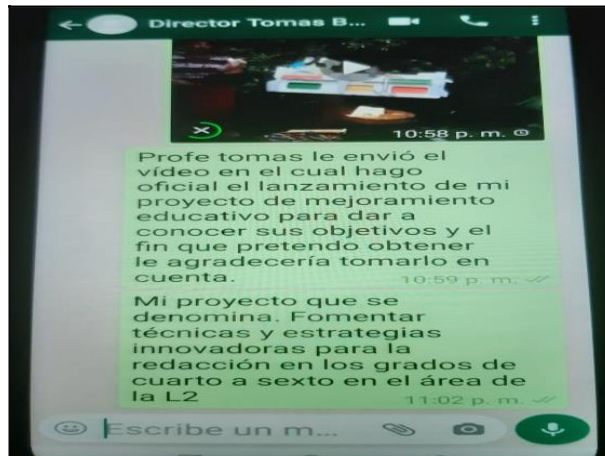 Director Tomas B...
10:58 p. m.
Profe tomas le envió el
vídeo en el cual hago
oficial el lanzamiento de mi
proyecto de mejoramiento
educativo para dar a
conocer sus objetivos y el
fin que pretendo obtener
le agradecería tomarlo en
cuenta.
10:59 p. m.
Mi proyecto que se
denomina. Fomentar
técnicas y estrategias
innovadoras para la
redacción en los grados de
cuarto a sexto en el área de
la L2
11:02 p. m.
Escribe un m...